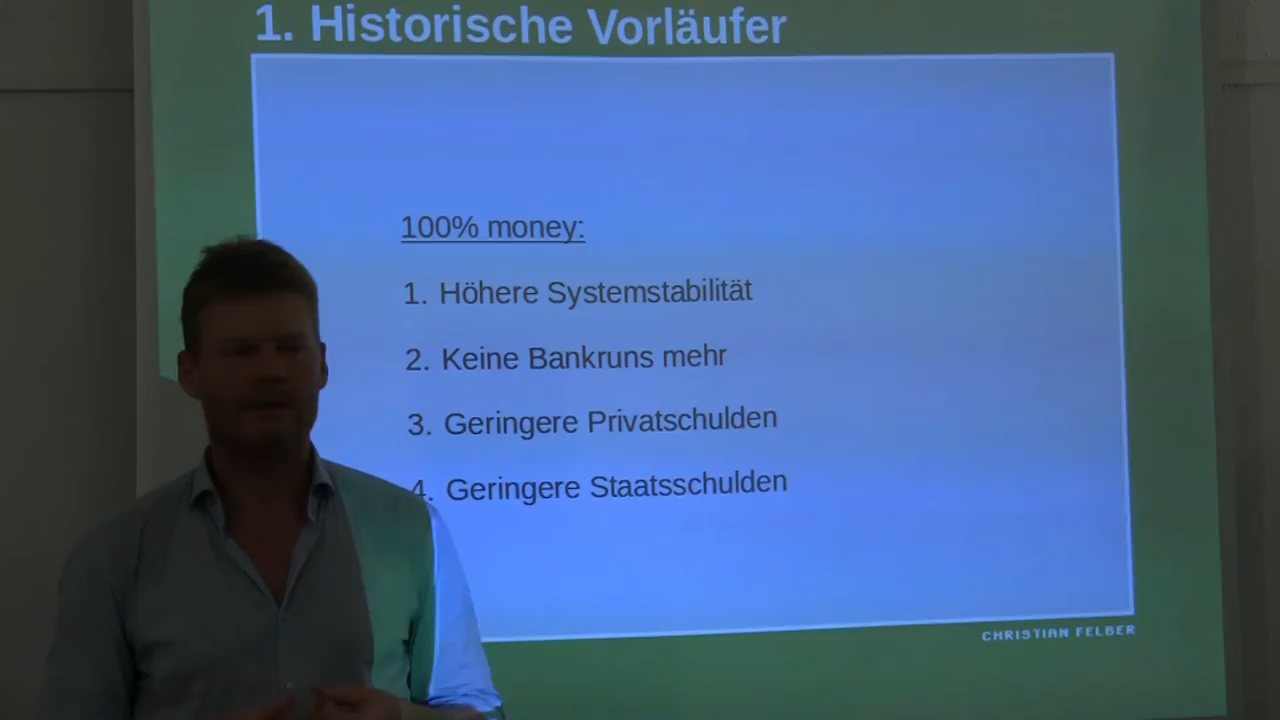 1. Historische Vorläufer
100% money:
1. Höhere Systemstabilität
2. Keine Bankruns mehr
3. Geringere Privatschulden
4. Geringere Staatsschulden
CHRISTIAN FELBER